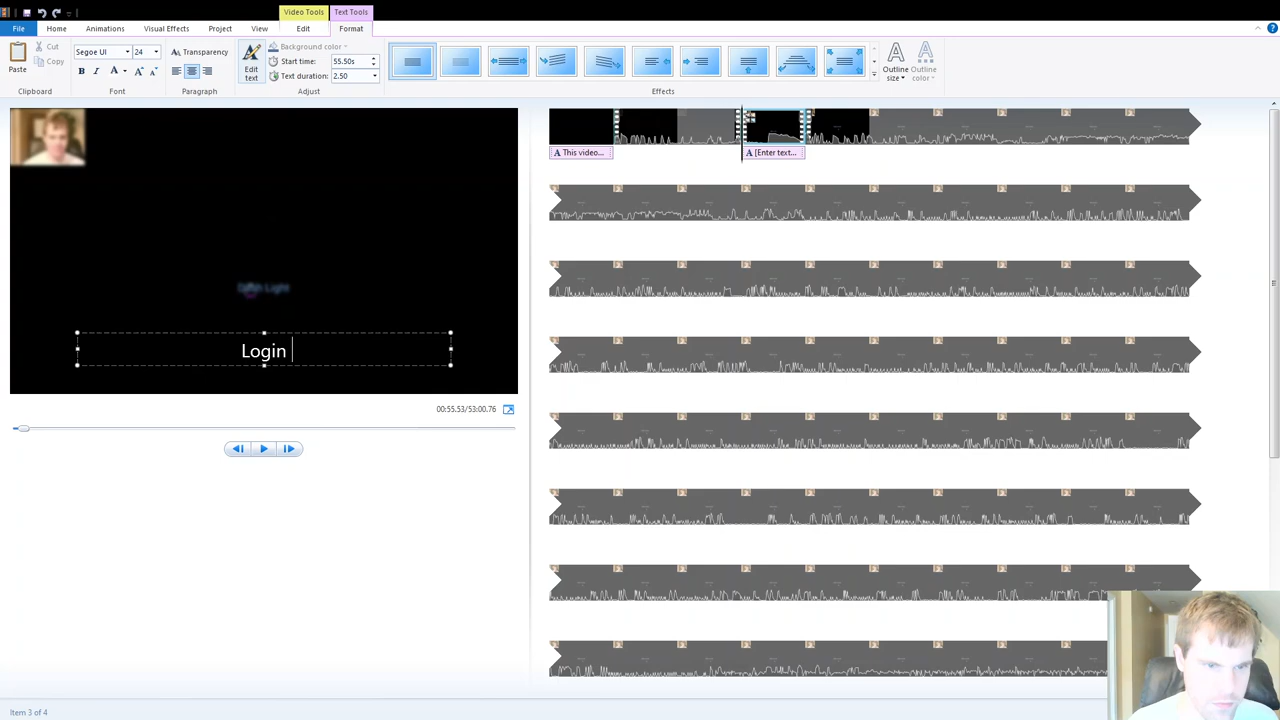 Video Tools
Text Tools
File
Home
Animations
Visual Effects
Project
View
Edit
Format
Paste
Cut
Copy
Clipboard
Segoe UI
24
B I U A
Font
Transparency
Paragraph
Edit text
Background color
Start time: 55.50s
Text duration: 2.50
Adjust
Effects
Outline size
Outline color
A This video...
A [Enter text...
Light
Login
00:55.53/53:00.76
Item 3 of 4